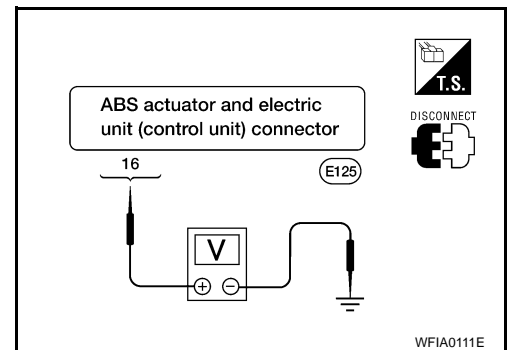 T.S.
DISCONNECT
ABS actuator and electric
unit (control unit) connector
16
E125
V
+ −
WFIA0111E